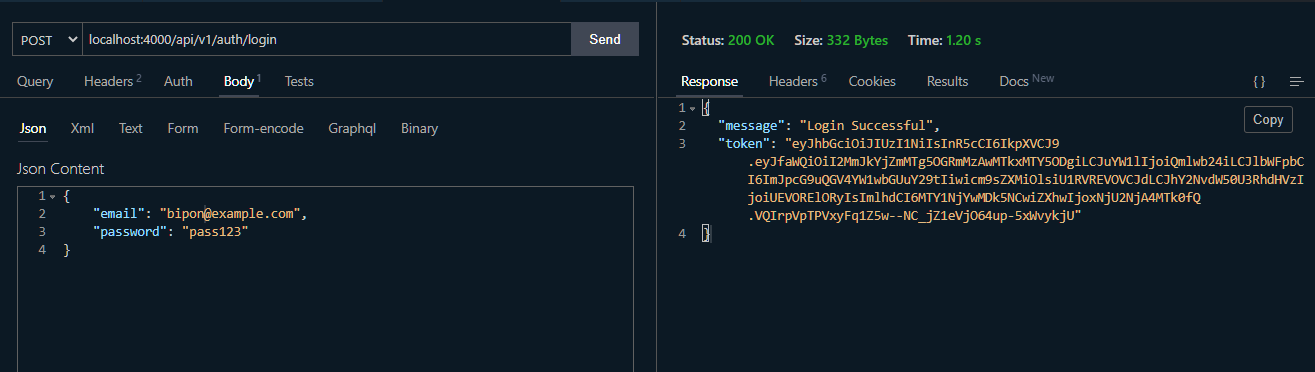 POST
localhost:4000/api/v1/auth/login
Send
Query Headers 2 Auth Body 1 Tests
Json Xml Text Form Form-encode Graphql Binary
Json Content
1 {
2 "email": "bipon@example.com",
3 "password": "pass123"
4 }
Status: 200 OK Size: 332 Bytes Time: 1.20 s
Response Headers 6 Cookies Results Docs New {}
Copy
1 {
2 "message": "Login Successful",
3 "token": "eyJhbGciOiJIUzI1NiIsInR5cCI6IkpXVCJ9
.eyJfaWQiOiI2MmJkYjZmMTg5OGRmMzAwMTkxMTY5ODgiLCJuYW1lIjoiQmlwb24iLCJlbWFpbC
I6ImJpcG9uQGV4YW1wbGUuY29tIiwicm9sZXMiOlsiU1RVREVOVCJdLCJhY2NvdW50U3RhdHVzI
joiUEVORElORyIsImlhdCI6MTY1NjYwMDk5NCwiZXhwIjoxNjU2NjA4MTk0fQ
.VQIrpVpTPVxyFq1Z5w--NC_jZ1eVjO64up-5xWvykjU"
4 }